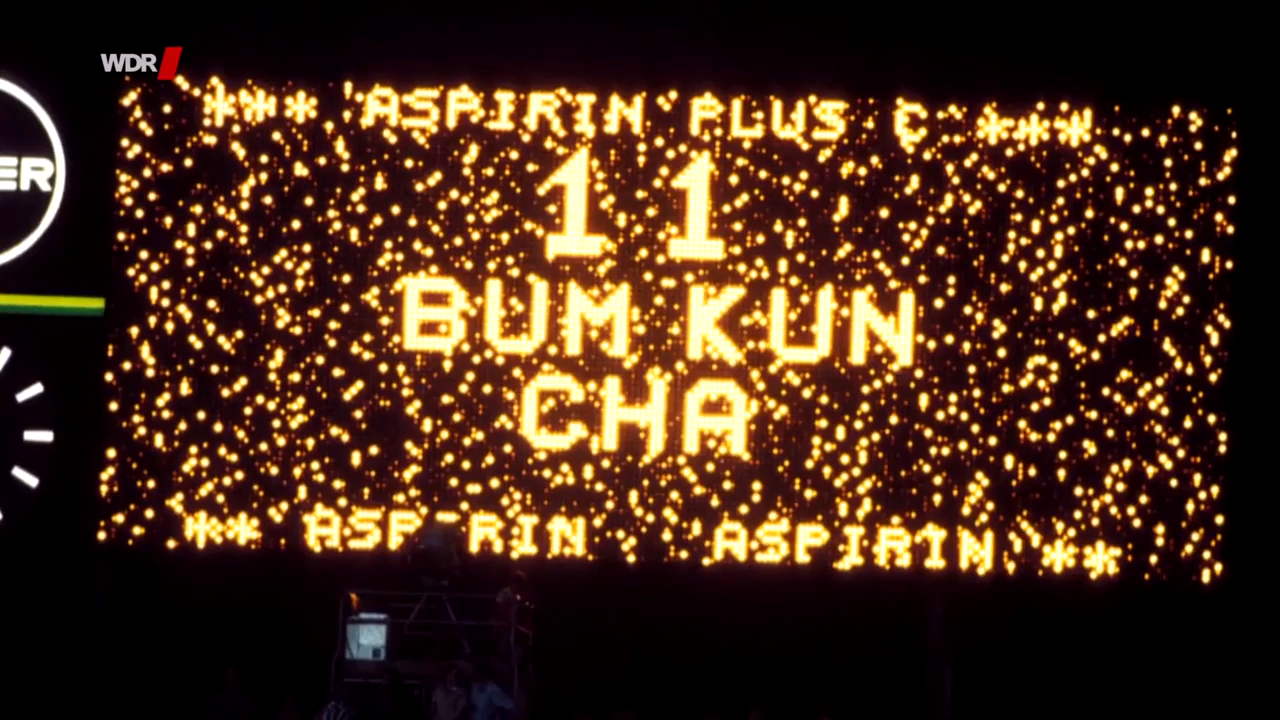 WDR
ER
*** ASPIRIN PLUS C ***
11
BUM KUN
CHA
** ASPIRIN ASPIRIN **